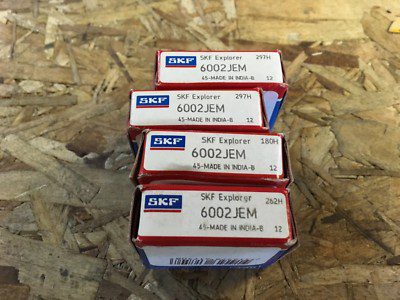 SKF SKF Explorer 297H
6002JEM
45-MADE IN INDIA-B 12
SKF SKF Explorer 297H
6002JEM
45-MADE IN INDIA-B 12
SKF SKF Explorer 180H
6002JEM
45-MADE IN INDIA-B 12
SKF SKF Explorer 262H
6002JEM
45-MADE IN INDIA-B 12